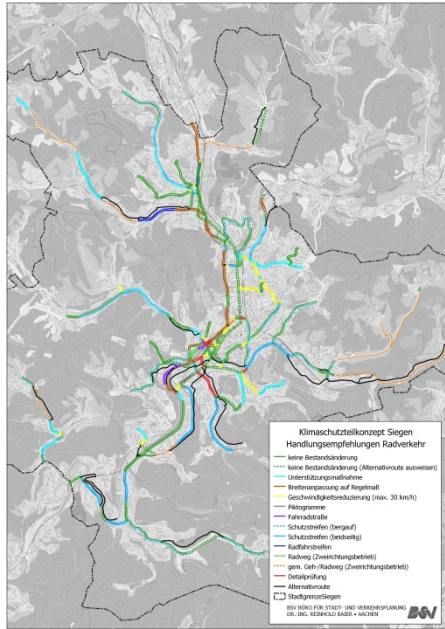 Klimaschutzteilkonzept Siegen
Handlungsempfehlungen Radverkehr
keine Bestandsänderung
keine Bestandsänderung (Alternativroute ausweisen)
Unterstützungsmaßnahme
Breitenanpassung auf Regelmaß
Geschwindigkeitsreduzierung (max. 30 km/h)
Piktogramme
Fahrradstraße
Schutzstreifen (bergauf)
Schutzstreifen (beidseitig)
Radfahrstreifen
Radweg (Zweirichtungsbetrieb)
gem. Geh-/Radweg (Zweirichtungsbetrieb)
Detailprüfung
Alternativroute
StadtgrenzeSiegen
BSV BÜRO FÜR STADT- UND VERKEHRSPLANUNG
DR.-ING. REINHOLD BAIER • AACHEN
BSV